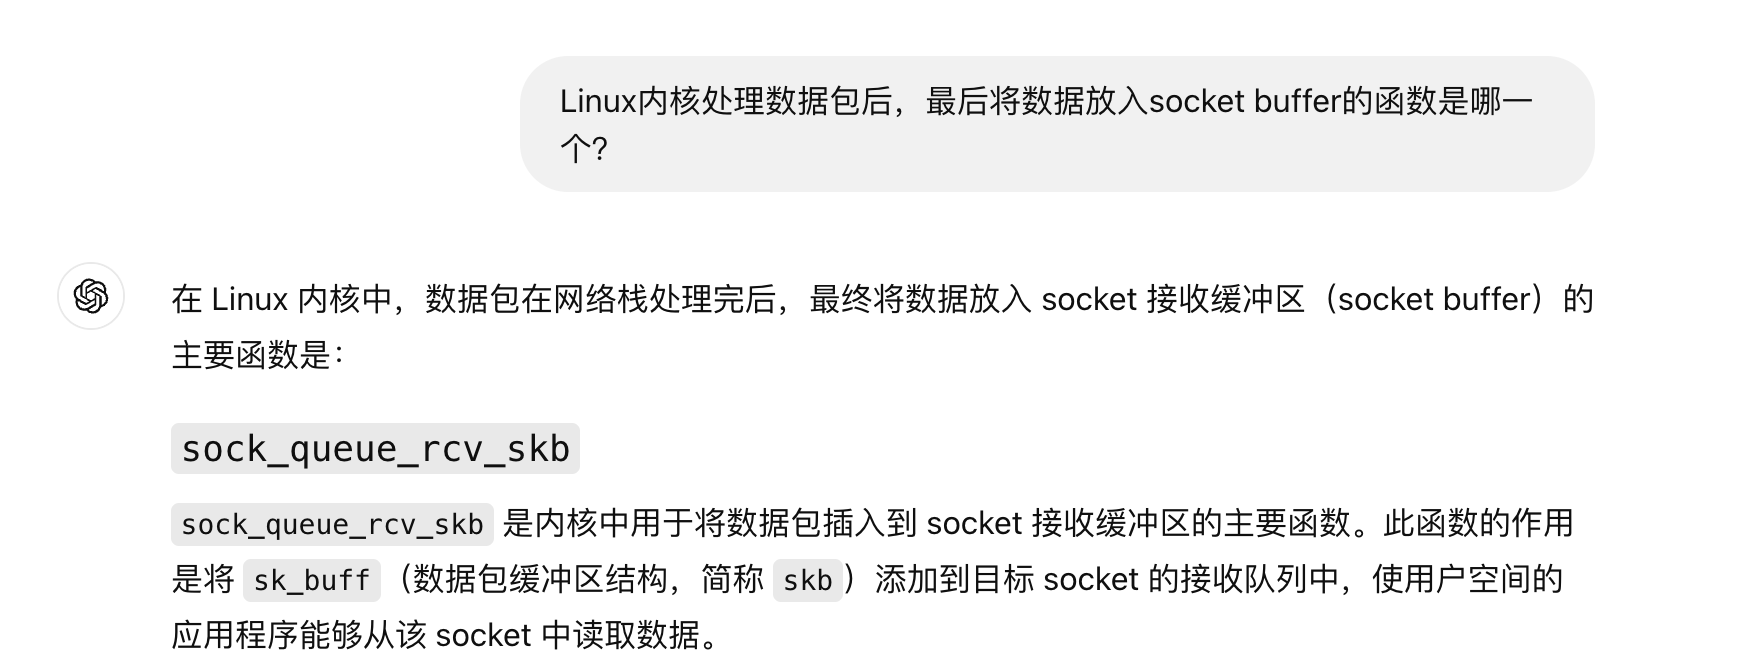 Linux内核处理数据包后，最后将数据放入socket buffer的函数是哪一
个?
在 Linux 内核中，数据包在网络栈处理完后，最终将数据放入 socket 接收缓冲区（socket buffer）的
主要函数是：
sock_queue_rcv_skb
sock_queue_rcv_skb 是内核中用于将数据包插入到 socket 接收缓冲区的主要函数。此函数的作用
是将 sk_buff（数据包缓冲区结构，简称 skb）添加到目标 socket 的接收队列中，使用户空间的
应用程序能够从该 socket 中读取数据。